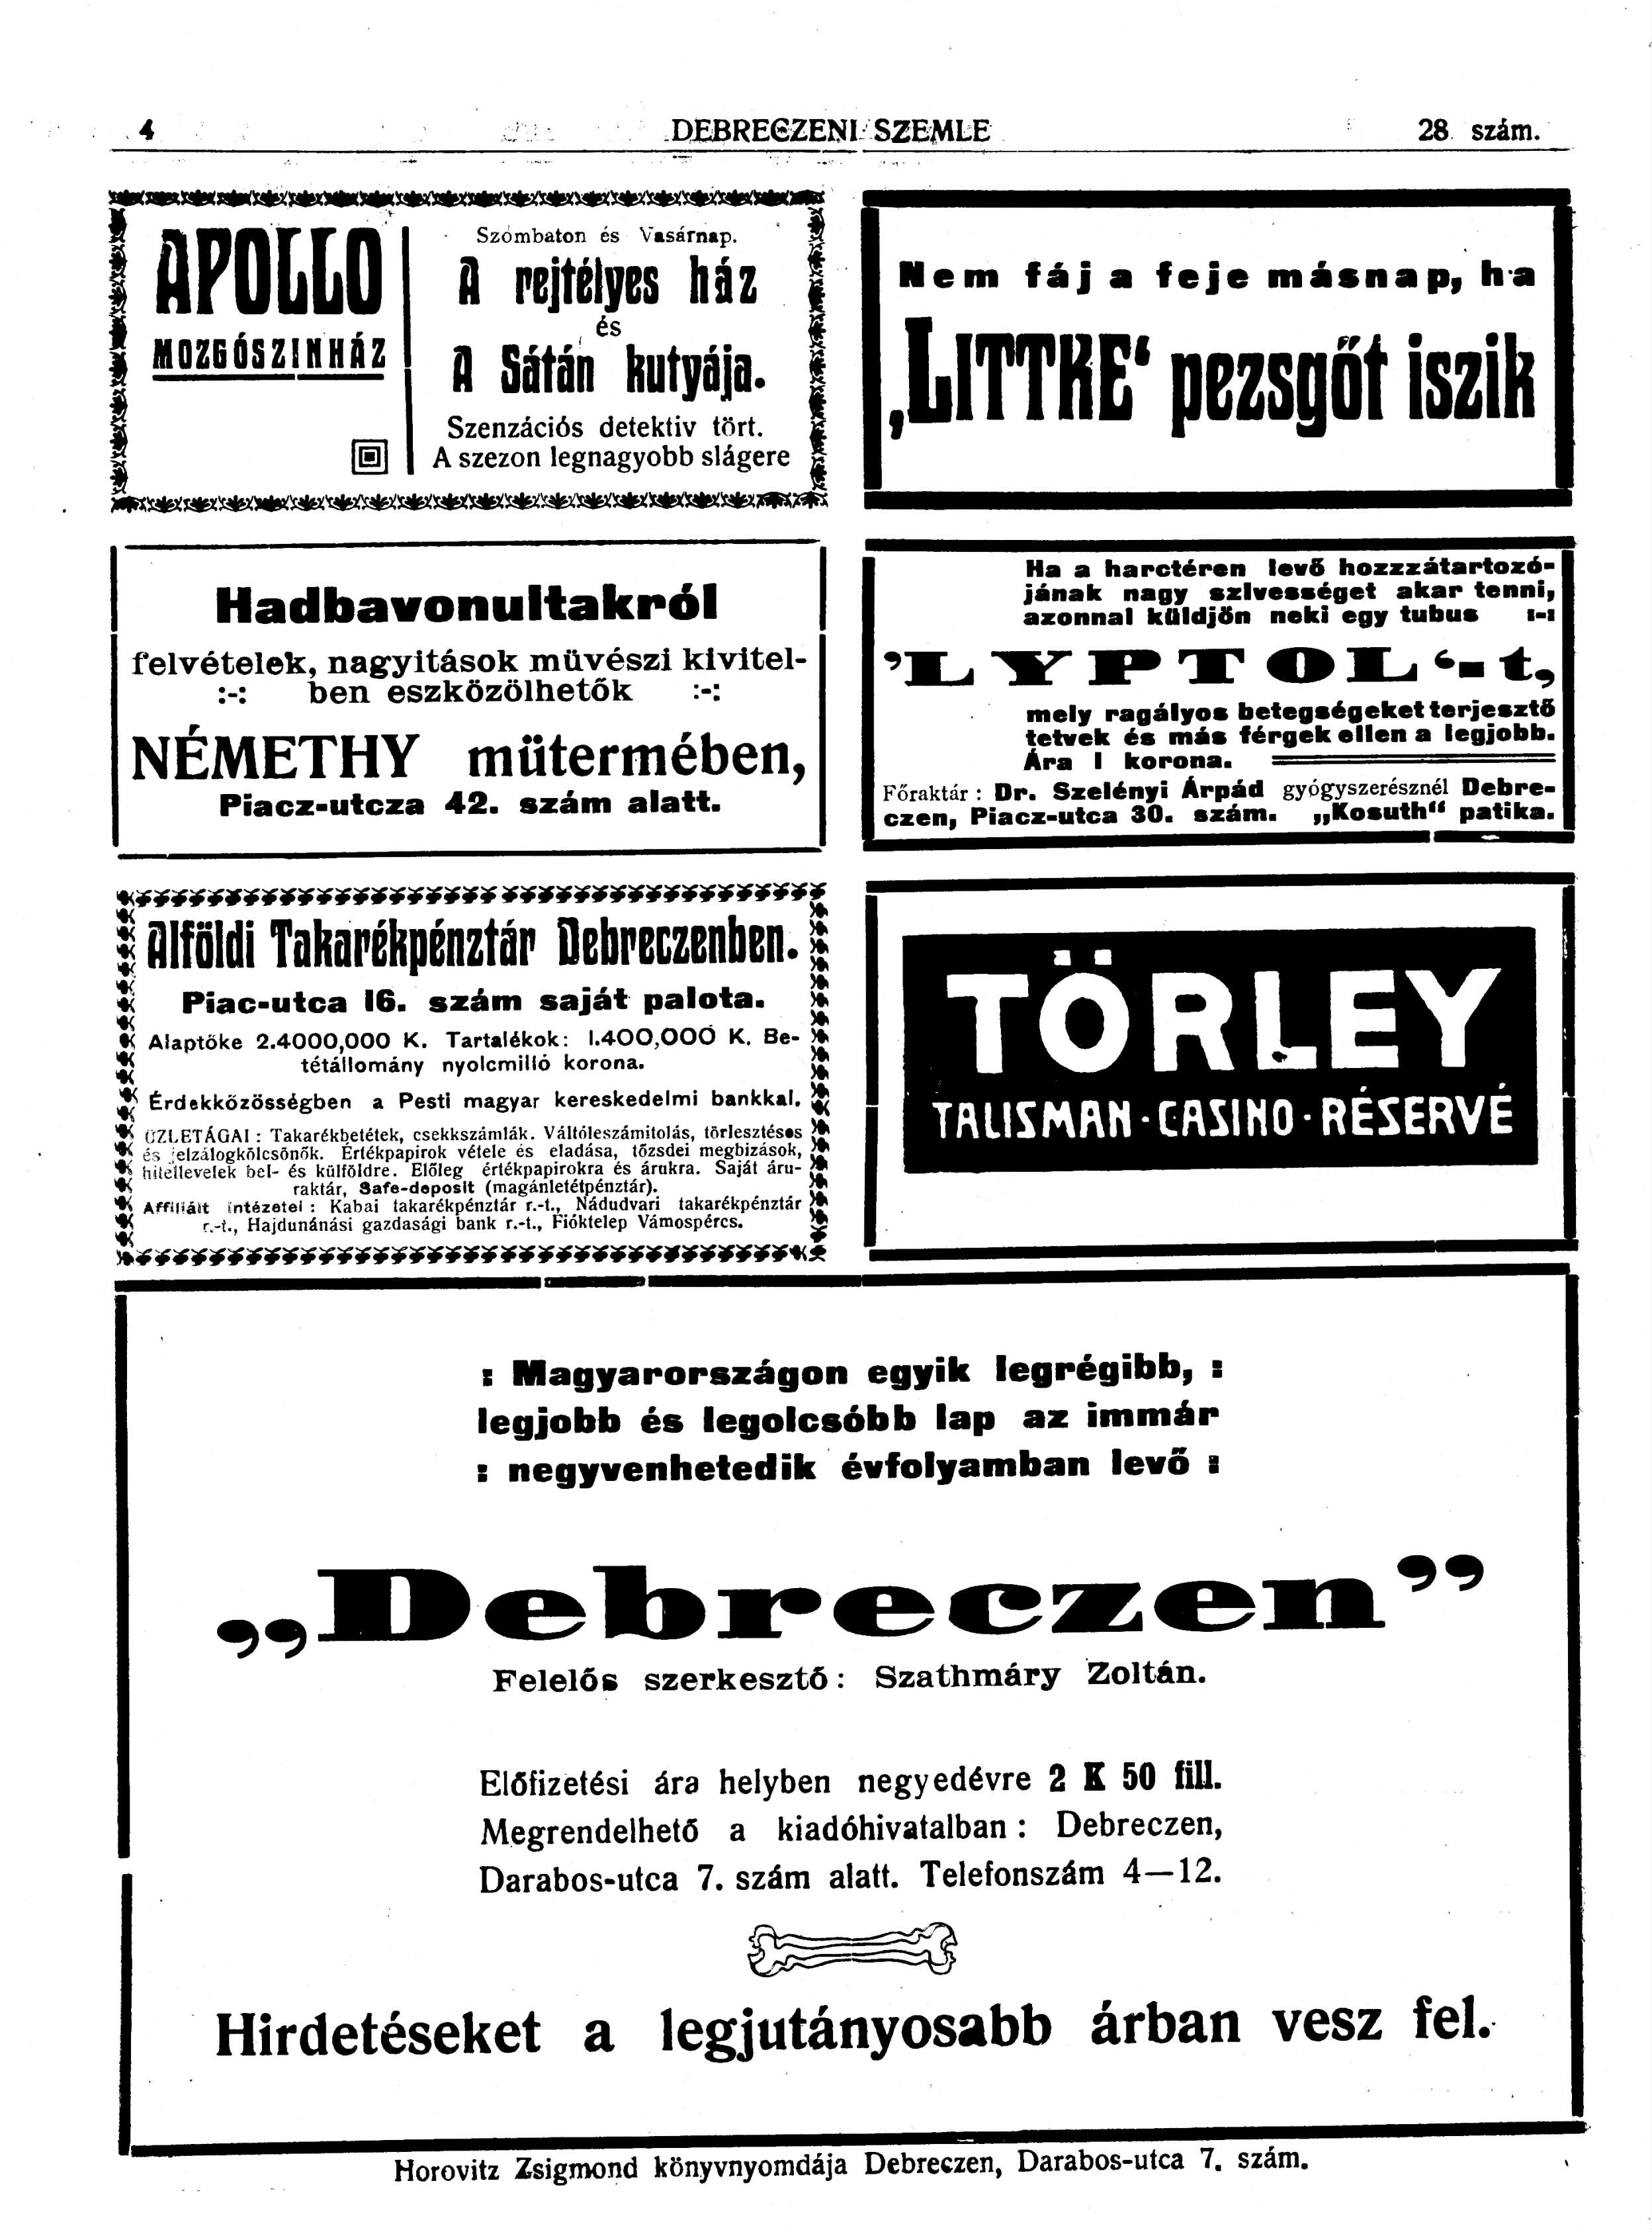 4
DEBRECZENI SZEMLE
28 szám.
APOLLO
MOZGÓSZINHÁZ
Szombaton és Vasárnap.
A rejtélyes ház
és
A Sátán kutyája.
Szenzációs detektiv tört.
A szezon legnagyobb slágere
Nem fáj a feje másnap, ha
‚LITTKE‘ pezsgőt iszik
Hadbavonultakról
felvételek, nagyitások müvészi kivitel-
:-: ben eszközölhetők :-:
NÉMETHY mütermében,
Piacz-utcza 42. szám alatt.
Ha a harctéren levő hozzzátartozó-
jának nagy szivességet akar tenni,
azonnal küldjön neki egy tubus :-:
’LYPTOL‘-t,
mely ragályos betegségeket terjesztő
tetvek és más férgek ellen a legjobb.
Ára 1 korona.
Főraktár : Dr. Szelényi Árpád gyógyszerésznél Debre-
czen, Piacz-utca 30. szám. „Kosuth“ patika.
Alföldi Takarékpénztár Debreczenben.
Piac-utca 16. szám saját palota.
Alaptőke 2.4000,000 K. Tartalékok: 1.400,000 K. Be-
tétállomány nyolcmilló korona.
Érdekközösségben a Pesti magyar kereskedelmi bankkal.
ÜZLETÁGAI : Takarékbetétek, csekkszámlák. Váltóleszámitolás, törlesztéses
és jelzálogkölcsönök. Értékpapirok vétele és eladása, tőzsdei megbizások,
hitellevelek bel- és külföldre. Előleg értékpapirokra és árukra. Saját áru-
raktár, Safe-deposit (magánletétpénztár).
Affiliált intézetei : Kabai takarékpénztár r.-t., Nádudvari takarékpénztár
r.-t., Hajdunánási gazdasági bank r.-t., Fióktelep Vámospércs.
TÖRLEY
TALISMAN · CASINO · RÉSERVÉ
: Magyarországon egyik legrégibb, :
legjobb és legolcsóbb lap az immár
: negyvenhetedik évfolyamban levő :
„Debreczen”
Felelős szerkesztő: Szathmáry Zoltán.
Előfizetési ára helyben negyedévre 2 K 50 fill.
Megrendelhető a kiadóhivatalban : Debreczen,
Darabos-utca 7. szám alatt. Telefonszám 4—12.
Hirdetéseket a legjutányosabb árban vesz fel.
Horovitz Zsigmond könyvnyomdája Debreczen, Darabos-utca 7. szám.